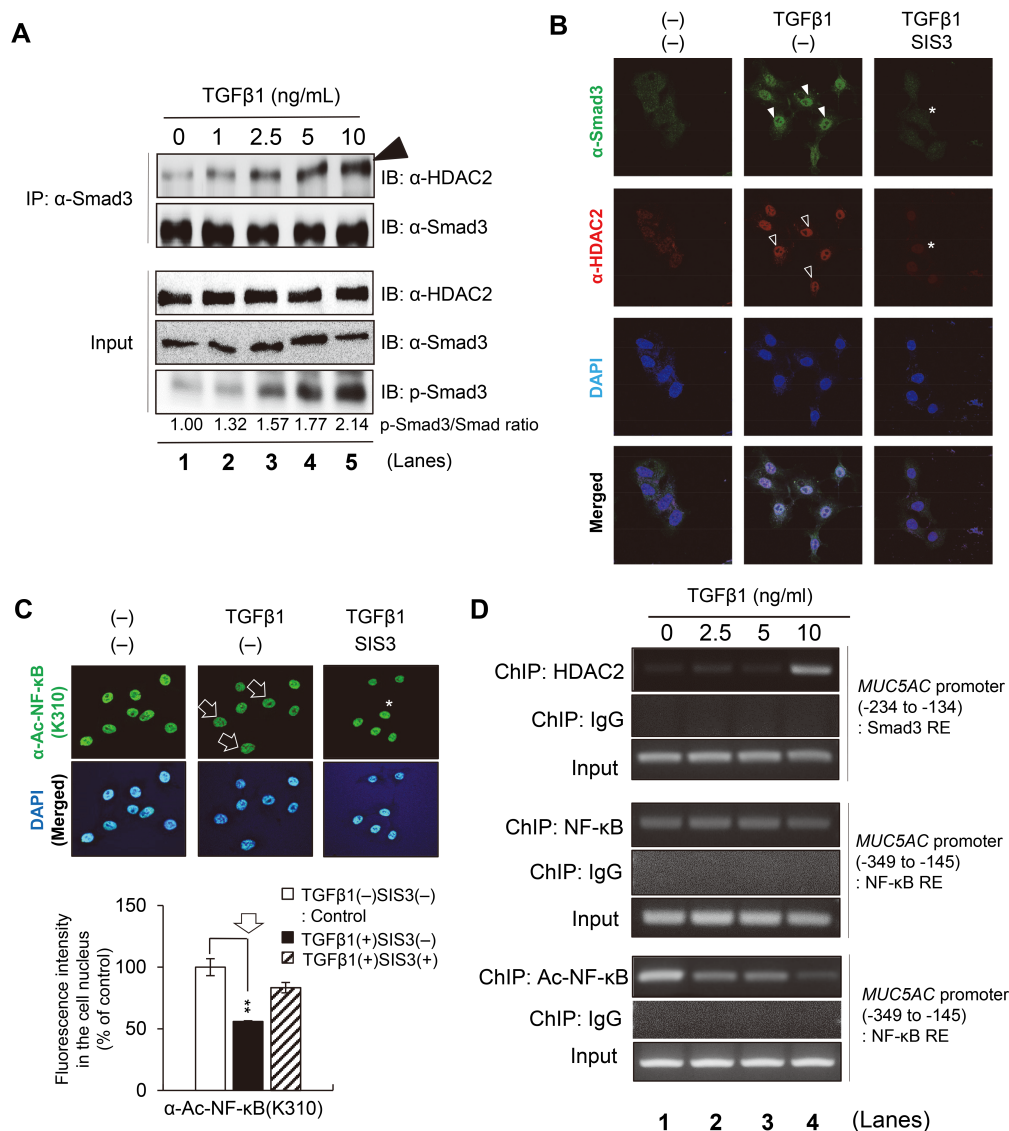 A
TGFβ1 (ng/mL)
0 1 2.5 5 10
IP: α-Smad3
IB: α-HDAC2
IB: α-Smad3
Input
IB: α-HDAC2
IB: α-Smad3
IB: p-Smad3
1.00 1.32 1.57 1.77 2.14 p-Smad3/Smad ratio
1 2 3 4 5 (Lanes)
B
(–) TGFβ1 TGFβ1
(–) (–) SIS3
α-Smad3
*
α-HDAC2
*
DAPI
Merged
C
(–) TGFβ1 TGFβ1
(–) (–) SIS3
α-Ac-NF-κB
(K310)
*
DAPI
(Merged)
Fluorescence intensity
in the cell nucleus
(% of control)
150
100
50
0
TGFβ1(–)SIS3(–)
: Control
TGFβ1(+)SIS3(–)
TGFβ1(+)SIS3(+)
**
α-Ac-NF-κB(K310)
D
TGFβ1 (ng/ml)
0 2.5 5 10
ChIP: HDAC2
ChIP: IgG
Input
MUC5AC promoter
(-234 to -134)
: Smad3 RE
ChIP: NF-κB
ChIP: IgG
Input
MUC5AC promoter
(-349 to -145)
: NF-κB RE
ChIP: Ac-NF-κB
ChIP: IgG
Input
MUC5AC promoter
(-349 to -145)
: NF-κB RE
1 2 3 4 (Lanes)